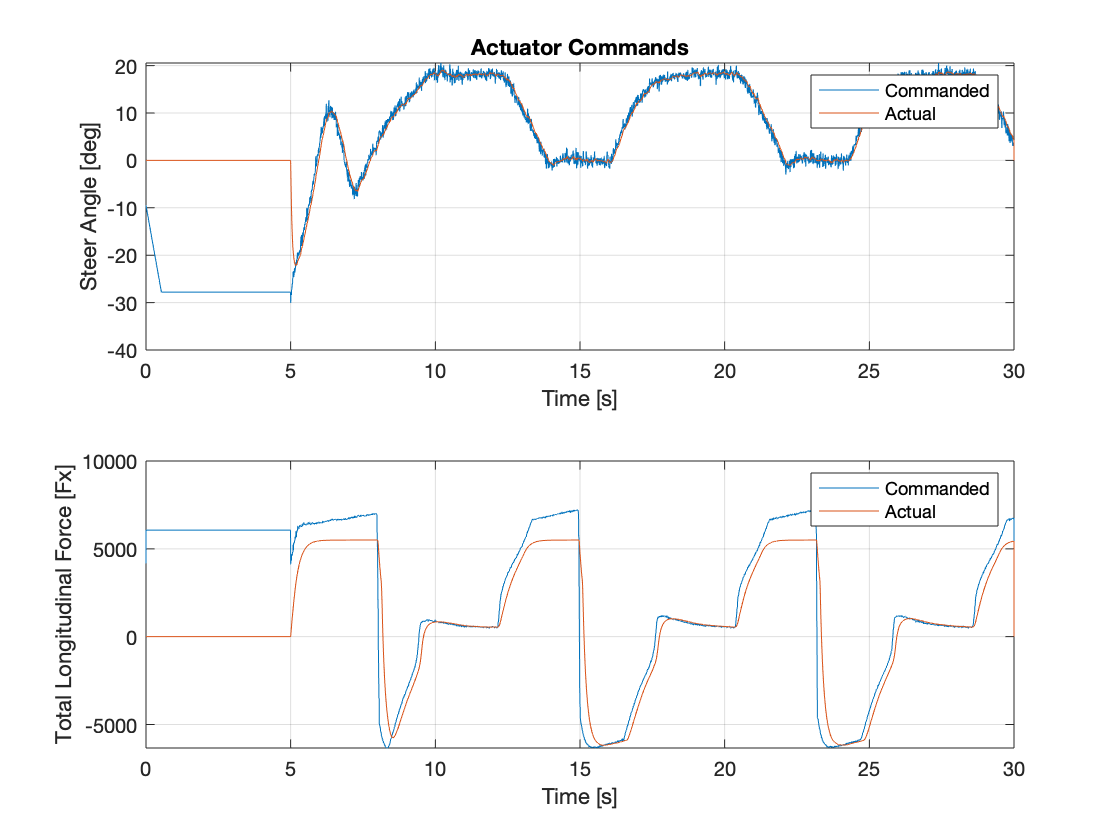 Actuator Commands
Steer Angle [deg]
20
10
0
-10
-20
-30
-40
Commanded
Actual
0 5 10 15 20 25 30
Time [s]
Total Longitudinal Force [Fx]
10000
5000
0
-5000
Commanded
Actual
0 5 10 15 20 25 30
Time [s]